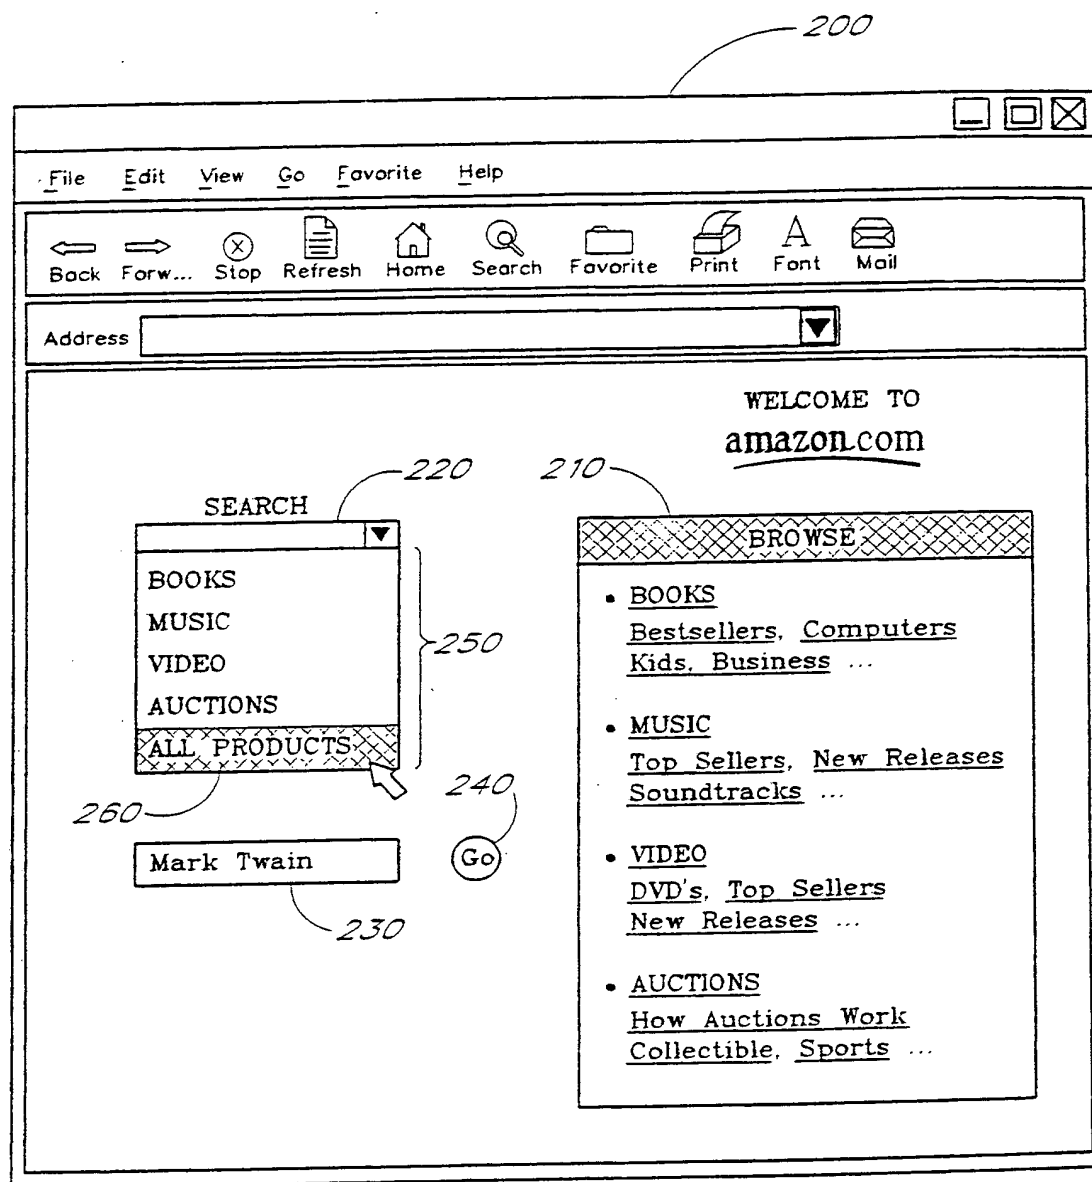 200
File Edit View Go Favorite Help
Back Forw... Stop Refresh Home Search Favorite Print Font Mail
Address
WELCOME TO
amazon.com
220
210
SEARCH
BROWSE
BOOKS
MUSIC
VIDEO
AUCTIONS
ALL PRODUCTS
250
260
240
Mark Twain
Go
230
• BOOKS
Bestsellers, Computers
Kids, Business ...
• MUSIC
Top Sellers, New Releases
Soundtracks ...
• VIDEO
DVD's, Top Sellers
New Releases ...
• AUCTIONS
How Auctions Work
Collectible, Sports ...